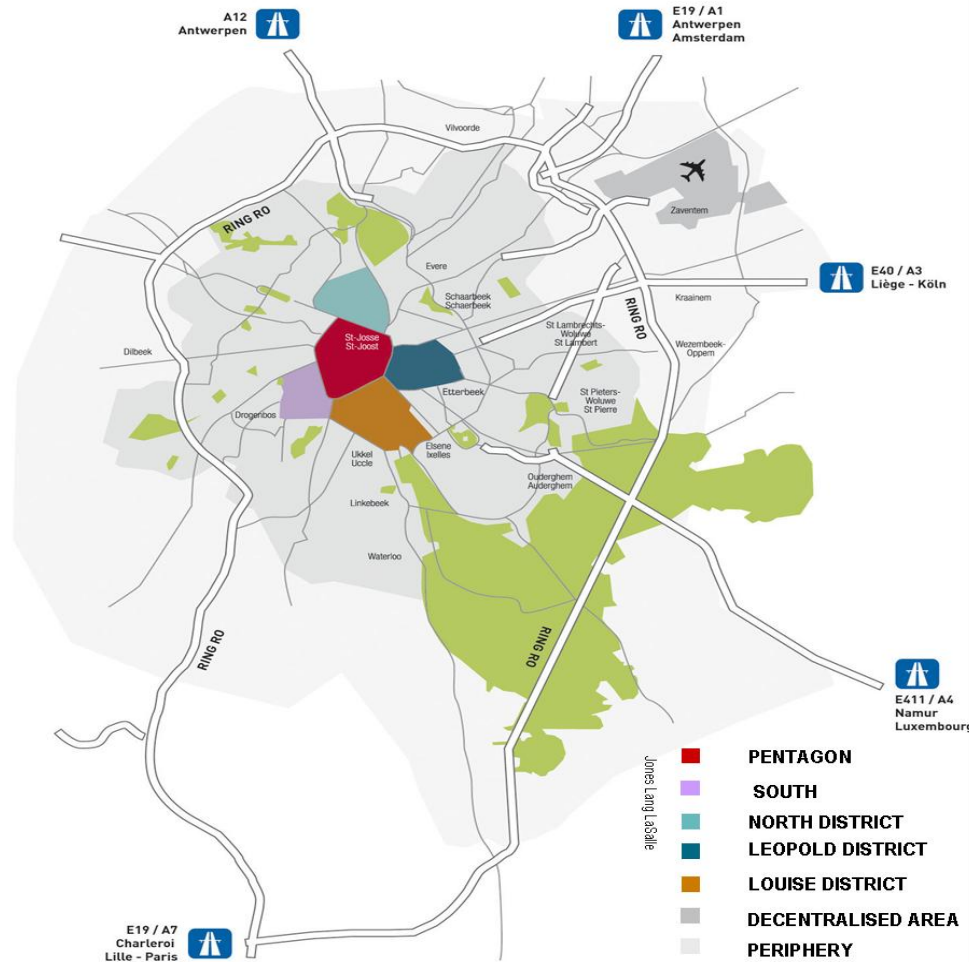 A12
Antwerpen
E19 / A1
Antwerpen
Amsterdam
Vilvoorde
RING RO
Zaventem
Evere
E40 / A3
Liège - Köln
Schaarbeek
Schaerbeek
Kraainem
RING RO
St-Josse
St-Joost
St Lambrechts-
Woluwe
St Lambert
Dilbeek
Wezembeek-
Oppem
Etterbeek
St Pieters-
Woluwe
St Pierre
Drogenbos
Elsene
Ixelles
Ukkel
Uccle
Ouderghem
Auderghem
Linkebeek
Waterloo
RING RO
RING RO
E411 / A4
Namur
Luxembourg
Jones Lang LaSalle
PENTAGON
SOUTH
NORTH DISTRICT
LEOPOLD DISTRICT
LOUISE DISTRICT
DECENTRALISED AREA
PERIPHERY
E19 / A7
Charleroi
Lille - Paris